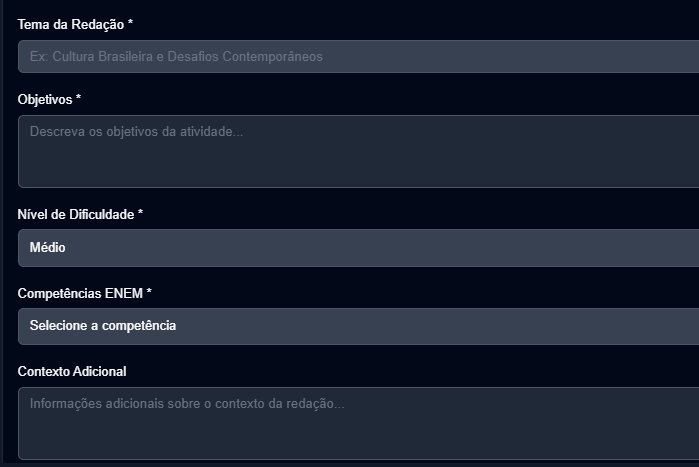 Tema da Redação *
Ex: Cultura Brasileira e Desafios Contemporâneos
Objetivos *
Descreva os objetivos da atividade...
Nível de Dificuldade *
Médio
Competências ENEM *
Selecione a competência
Contexto Adicional
Informações adicionais sobre o contexto da redação...